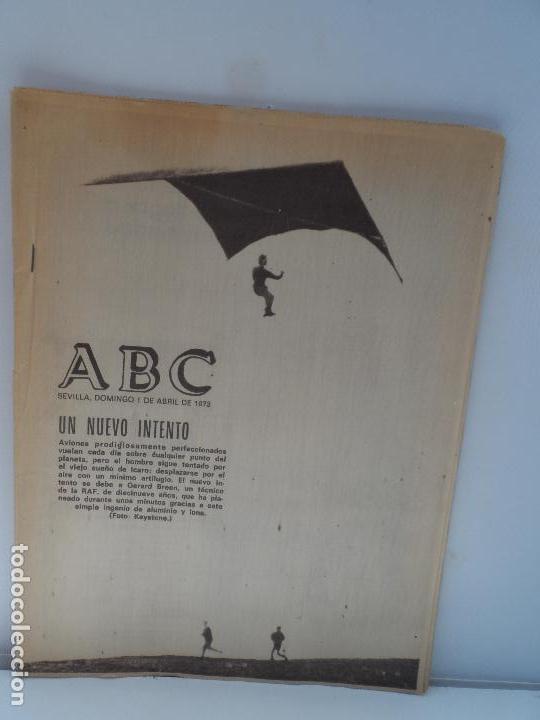 ABC
SEVILLA, DOMINGO 1 DE ABRIL DE 1973
UN NUEVO INTENTO
Aviones prodigiosamente perfeccionados
vuelan cada día sobre cualquier punto del
planeta, pero el hombre sigue tentado por
el viejo sueño de Icaro: desplazarse por el
aire con un mínimo artilugio. El nuevo in-
tento se debe a Gerard Breen, un técnico
de la RAF. de diecinueve años, que ha pla-
neado durante unos minutos gracias a este
simple ingenio de aluminio y lona.
(Foto Keystone.)
todocoleccion.net